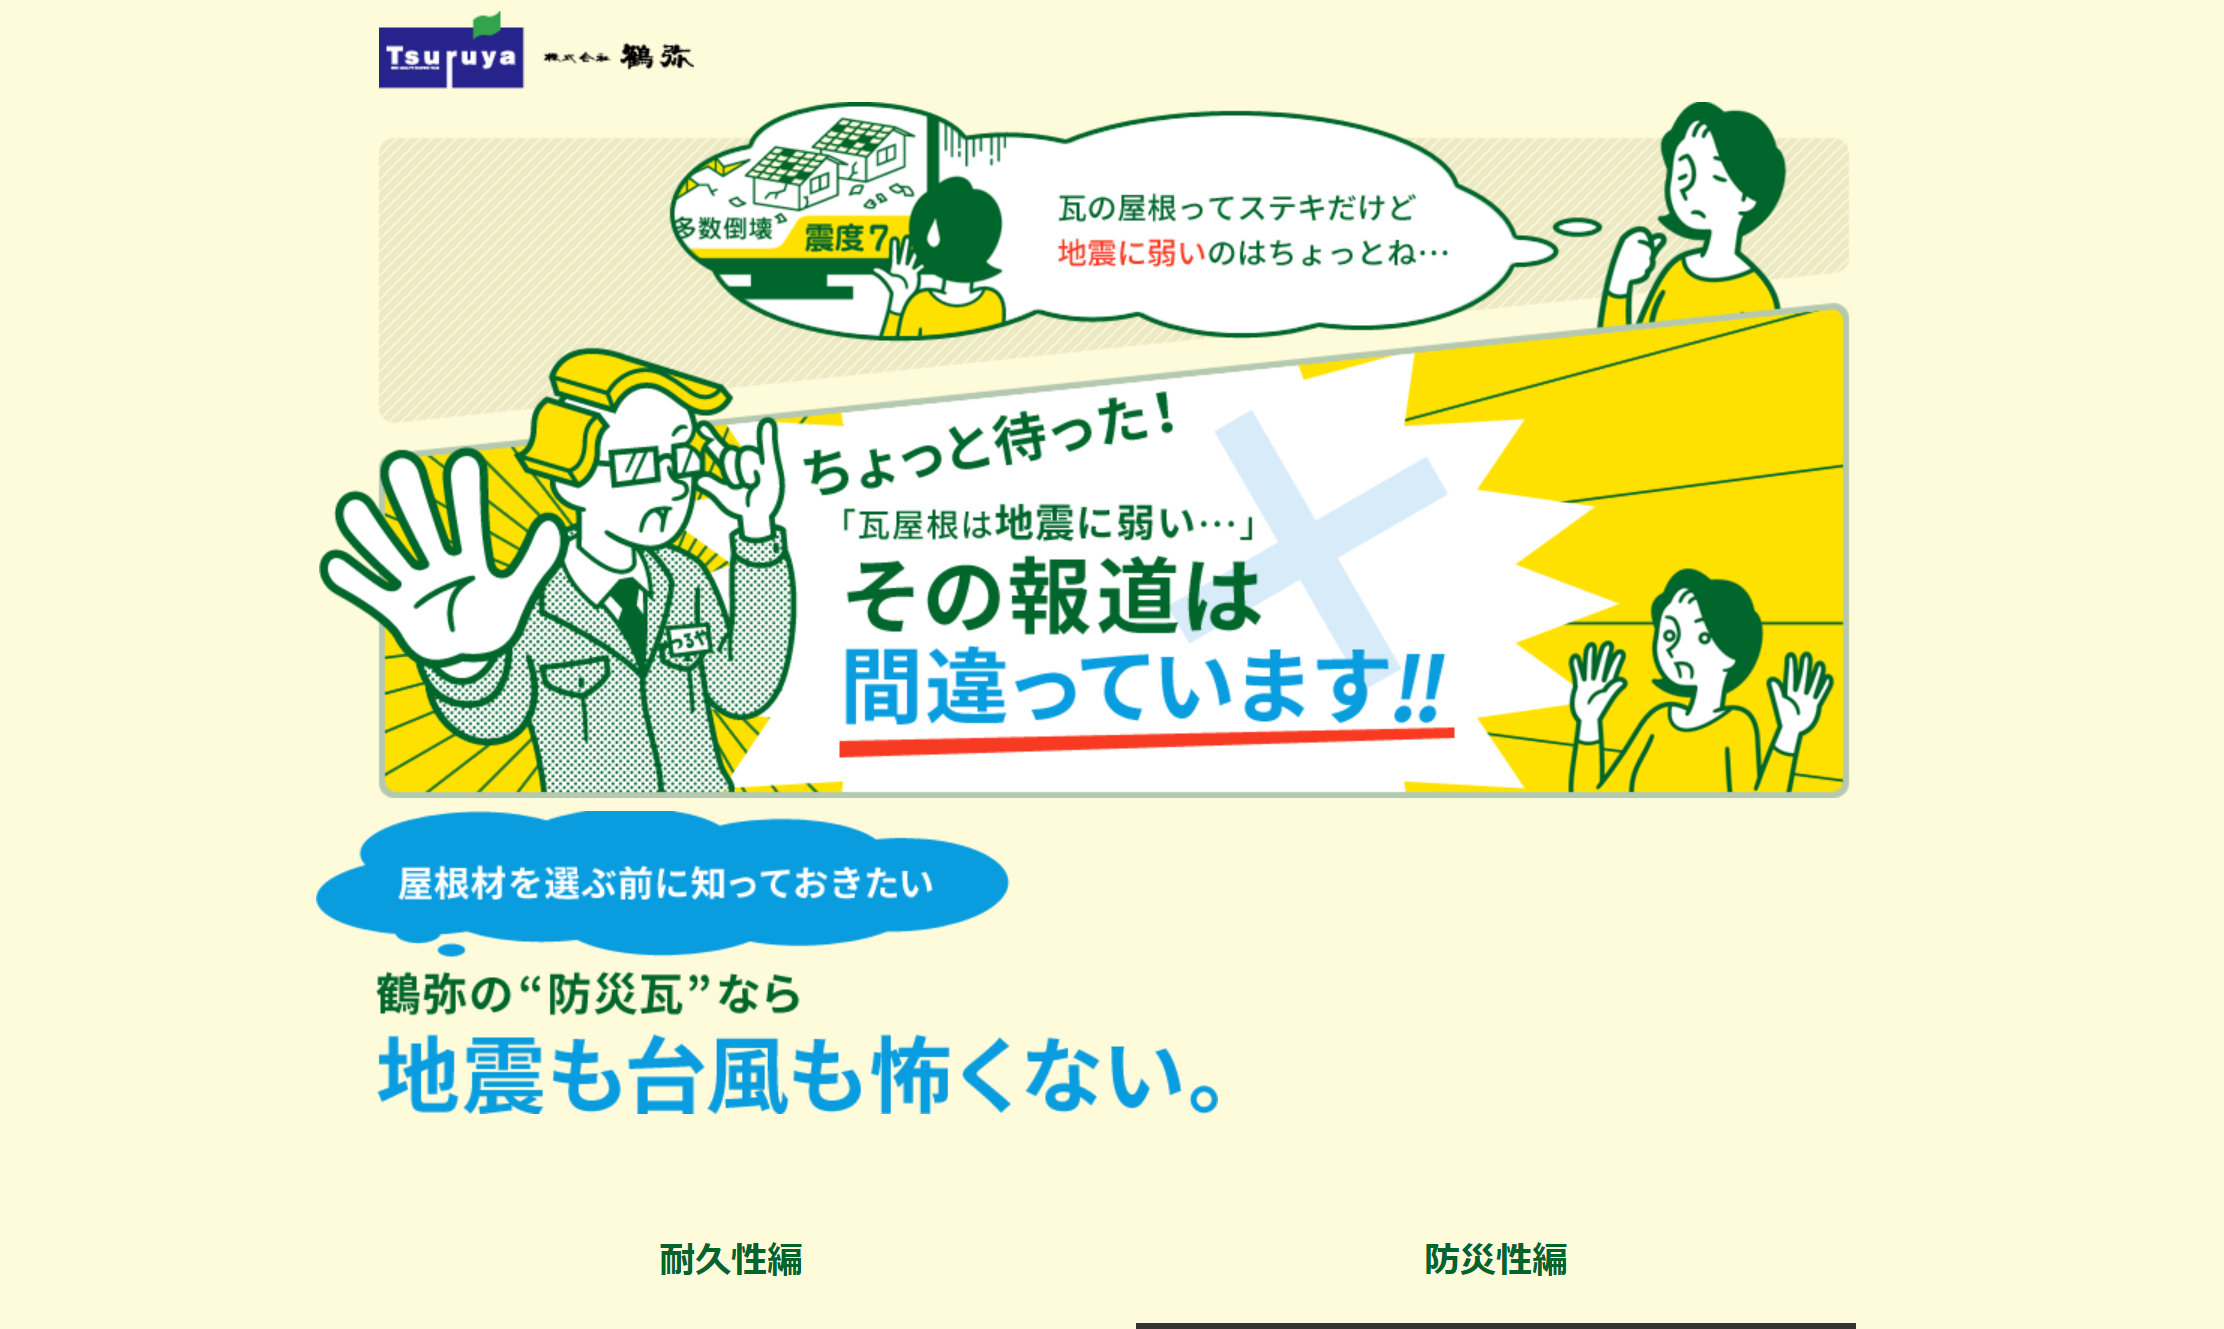 Tsuruya
株式会社 鶴弥
多数倒壊
震度7
瓦の屋根ってステキだけど
地震に弱いのはちょっとね…
ちょっと待った!
「瓦屋根は地震に弱い…」
その報道は
間違っています!!
つるや
屋根材を選ぶ前に知っておきたい
鶴弥の“防災瓦”なら
地震も台風も怖くない。
耐久性編
防災性編